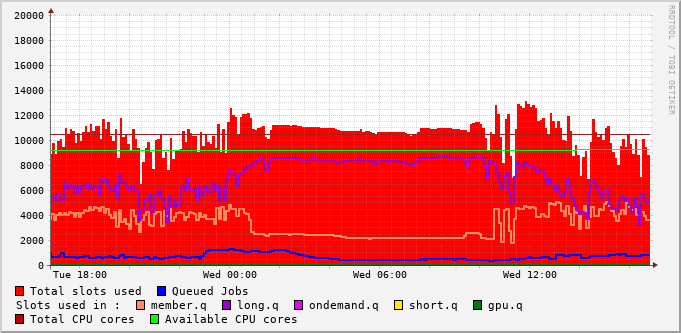 20000
18000
16000
14000
12000
10000
8000
6000
4000
2000
0
Tue 18:00 Wed 00:00 Wed 06:00 Wed 12:00
RRDTOOL / TOBI OETIKER
Total slots used Queued Jobs
Slots used in : member.q long.q ondemand.q short.q gpu.q
Total CPU cores Available CPU cores